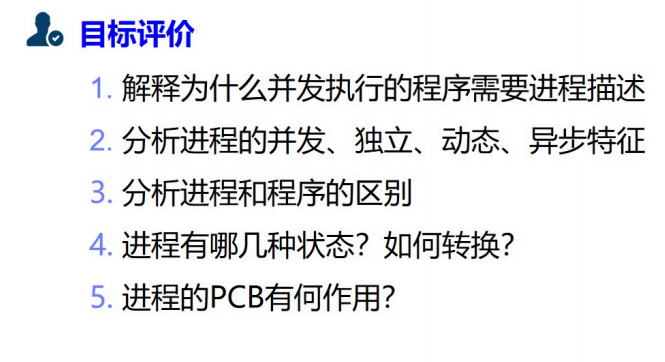 目标评价
1. 解释为什么并发执行的程序需要进程描述
2. 分析进程的并发、独立、动态、异步特征
3. 分析进程和程序的区别
4. 进程有哪几种状态？如何转换？
5. 进程的PCB有何作用？